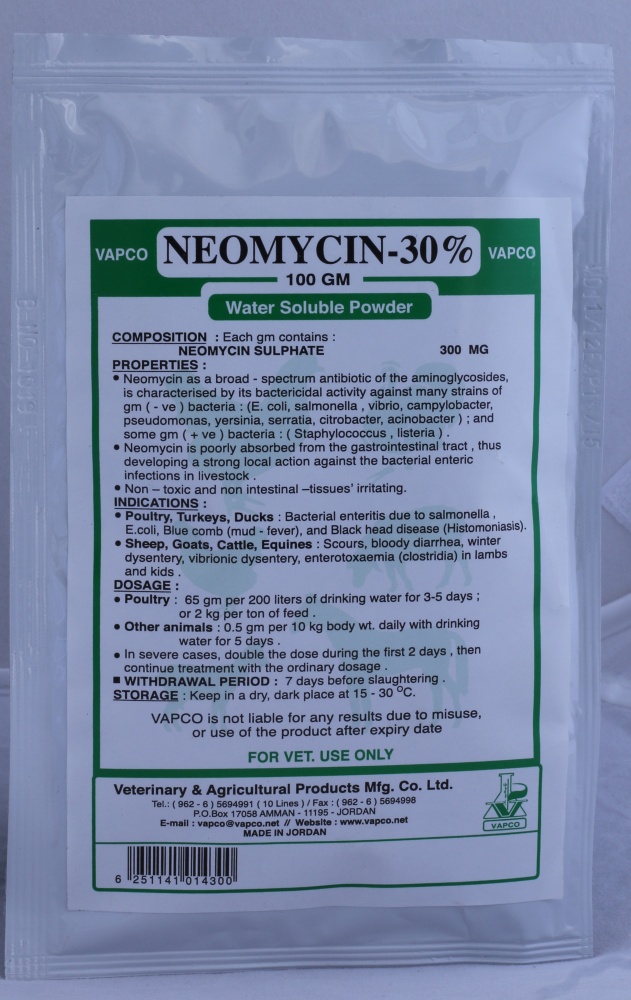 VAPCO NEOMYCIN-30% VAPCO
100 GM
Water Soluble Powder
COMPOSITION : Each gm contains :
NEOMYCIN SULPHATE 300 MG
PROPERTIES :
• Neomycin as a broad - spectrum antibiotic of the aminoglycosides,
is characterised by its bactericidal activity against many strains of
gm ( - ve ) bacteria : (E. coli, salmonella , vibrio, campylobacter,
pseudomonas, yersinia, serratia, citrobacter, acinobacter ) ; and
some gm ( + ve ) bacteria : ( Staphylococcus , listeria ) .
• Neomycin is poorly absorbed from the gastrointestinal tract , thus
developing a strong local action against the bacterial enteric
infections in livestock .
• Non – toxic and non intestinal –tissues’ irritating.
INDICATIONS :
• Poultry, Turkeys, Ducks : Bacterial enteritis due to salmonella ,
E.coli, Blue comb (mud - fever), and Black head disease (Histomoniasis).
• Sheep, Goats, Cattle, Equines : Scours, bloody diarrhea, winter
dysentery, vibrionic dysentery, enterotoxaemia (clostridia) in lambs
and kids .
DOSAGE :
• Poultry : 65 gm per 200 liters of drinking water for 3-5 days ;
or 2 kg per ton of feed .
• Other animals : 0.5 gm per 10 kg body wt. daily with drinking
water for 5 days .
• In severe cases, double the dose during the first 2 days , then
continue treatment with the ordinary dosage .
■ WITHDRAWAL PERIOD : 7 days before slaughtering .
STORAGE : Keep in a dry, dark place at 15 - 30 °C.
VAPCO is not liable for any results due to misuse,
or use of the product after expiry date
FOR VET. USE ONLY
Veterinary & Agricultural Products Mfg. Co. Ltd.
Tel.: ( 962 - 6 ) 5694991 ( 10 Lines ) / Fax : ( 962 - 6 ) 5694998
P.O.Box 17058 AMMAN - 11195 - JORDAN
E-mail : vapco@vapco.net // Website : www.vapco.net
MADE IN JORDAN
VAPCO
6 251141 014300